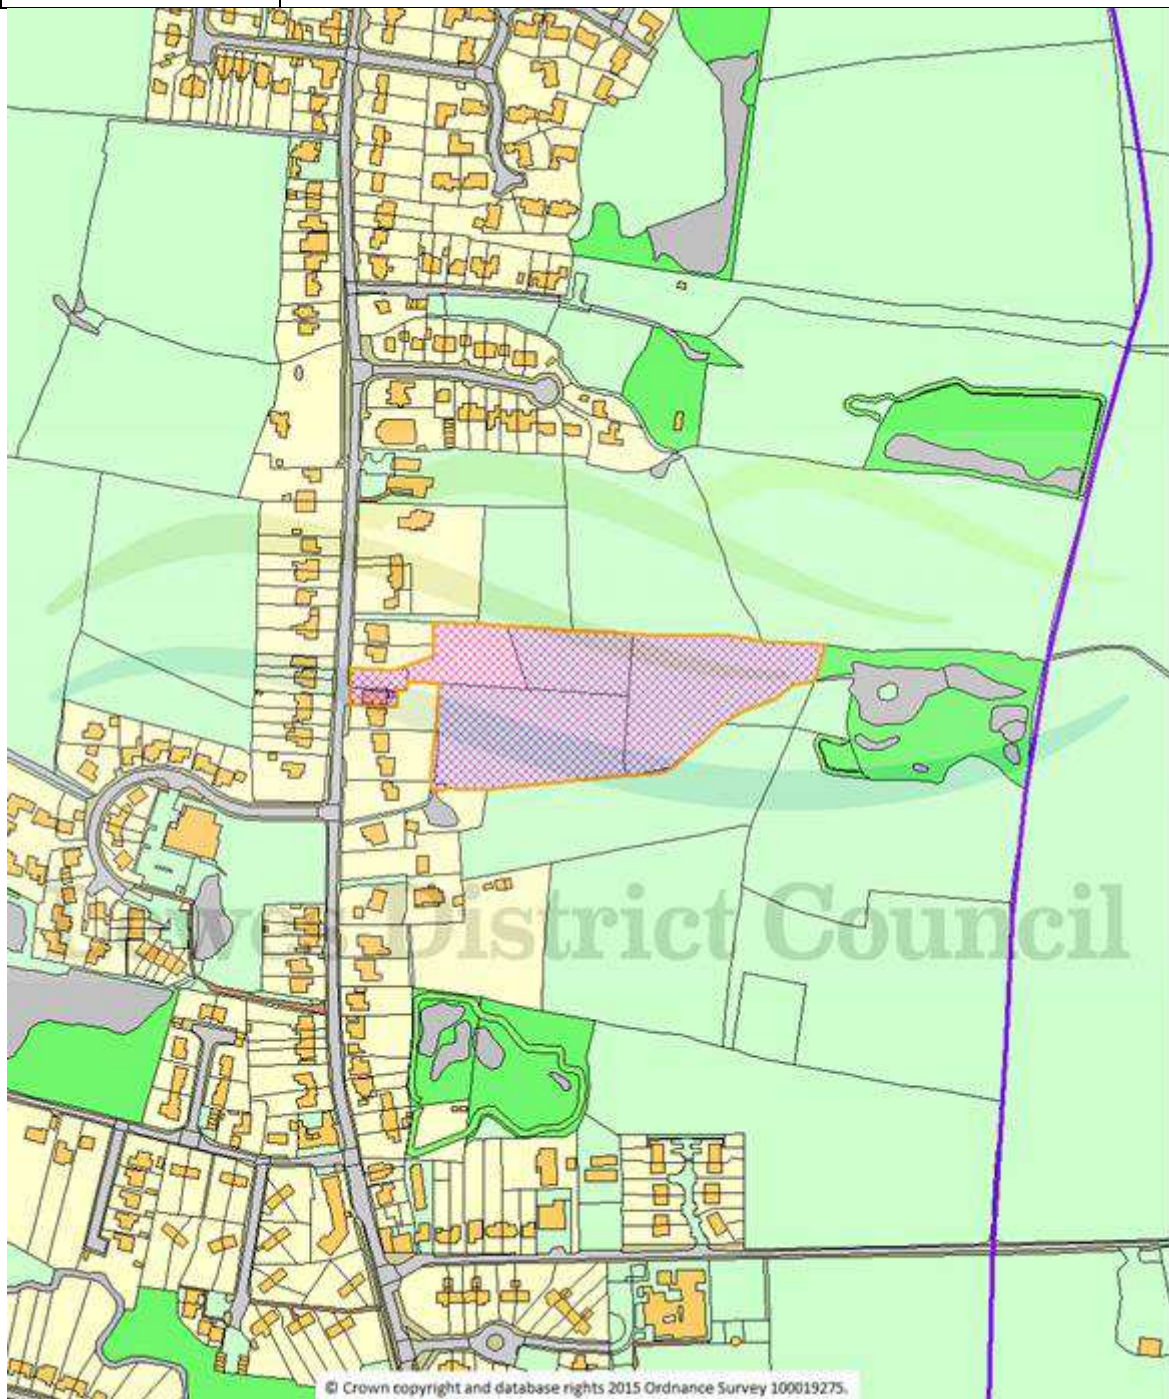 Lewes District Council
© Crown copyright and database rights 2015 Ordnance Survey 100019275.